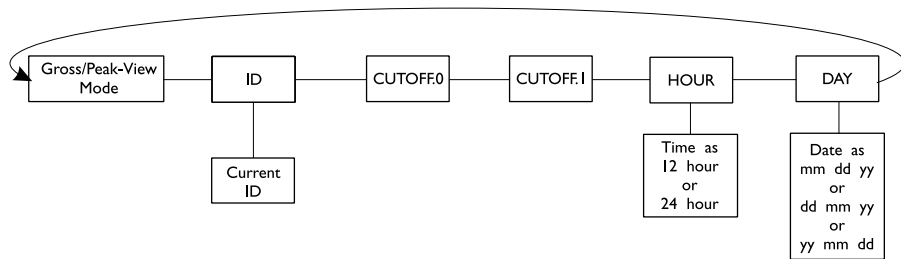 Gross/Peak-View
Mode
ID
CUTOFF.0
CUTOFF.1
HOUR
DAY
Current
ID
Time as
12 hour
or
24 hour
Date as
mm dd yy
or
dd mm yy
or
yy mm dd